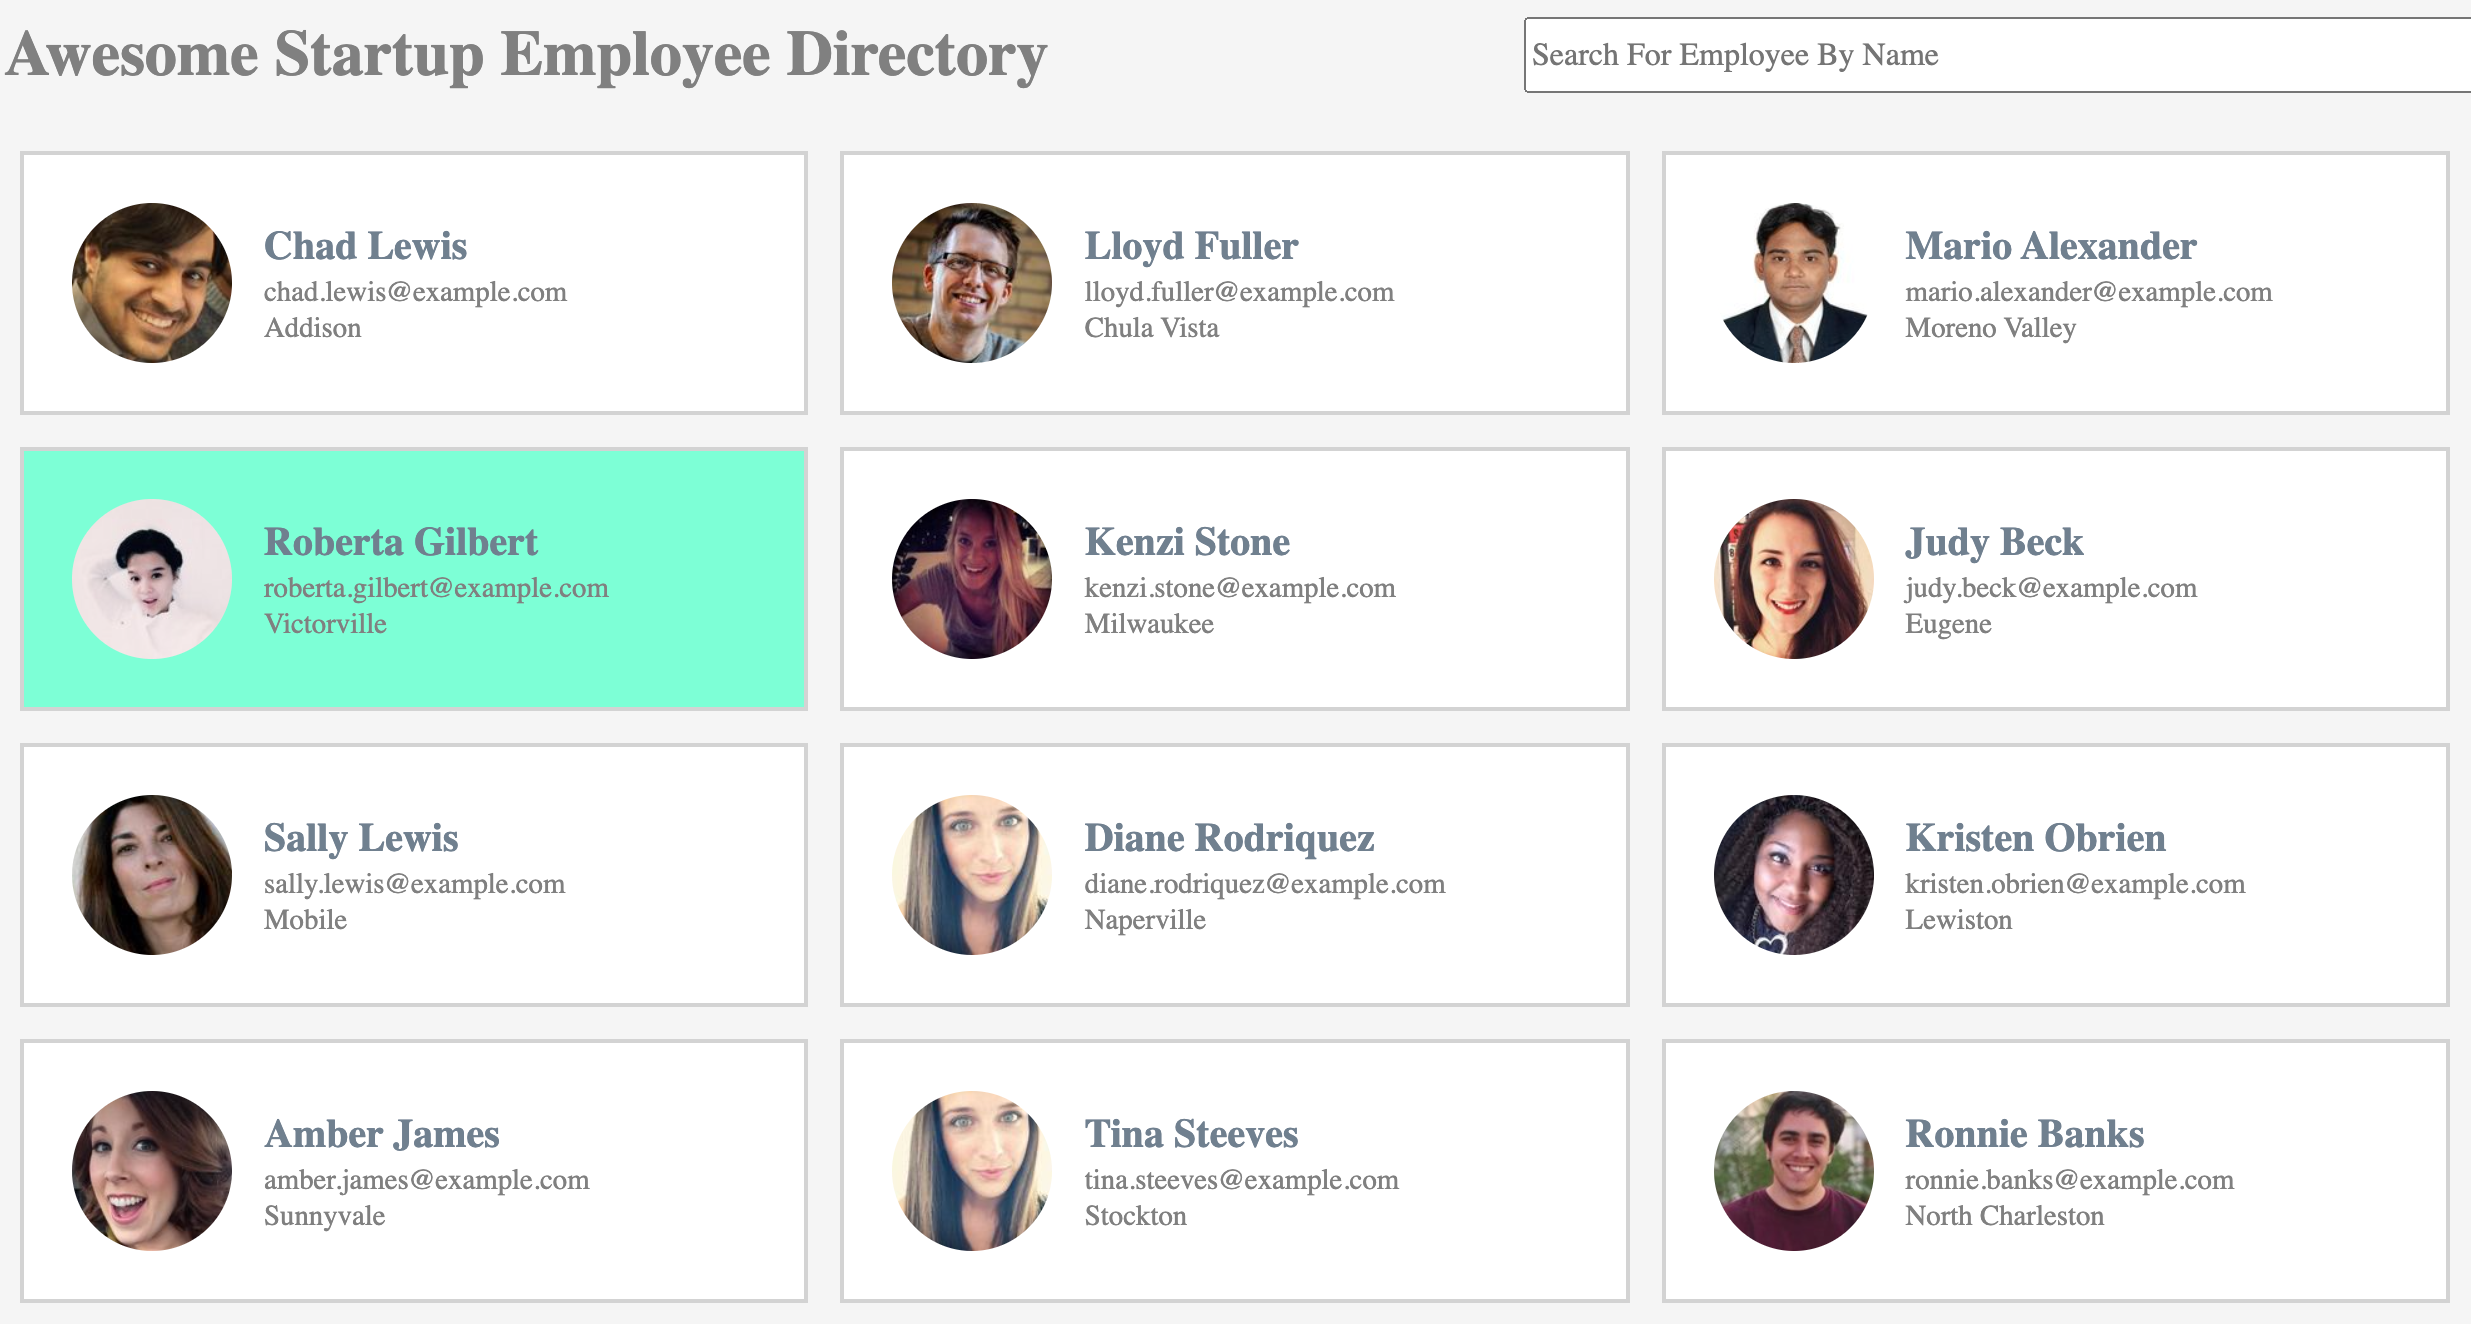 Awesome Startup Employee Directory
Search For Employee By Name
Chad Lewis
chad.lewis@example.com
Addison
Lloyd Fuller
lloyd.fuller@example.com
Chula Vista
Mario Alexander
mario.alexander@example.com
Moreno Valley
Roberta Gilbert
roberta.gilbert@example.com
Victorville
Kenzi Stone
kenzi.stone@example.com
Milwaukee
Judy Beck
judy.beck@example.com
Eugene
Sally Lewis
sally.lewis@example.com
Mobile
Diane Rodriquez
diane.rodriquez@example.com
Naperville
Kristen Obrien
kristen.obrien@example.com
Lewiston
Amber James
amber.james@example.com
Sunnyvale
Tina Steeves
tina.steeves@example.com
Stockton
Ronnie Banks
ronnie.banks@example.com
North Charleston